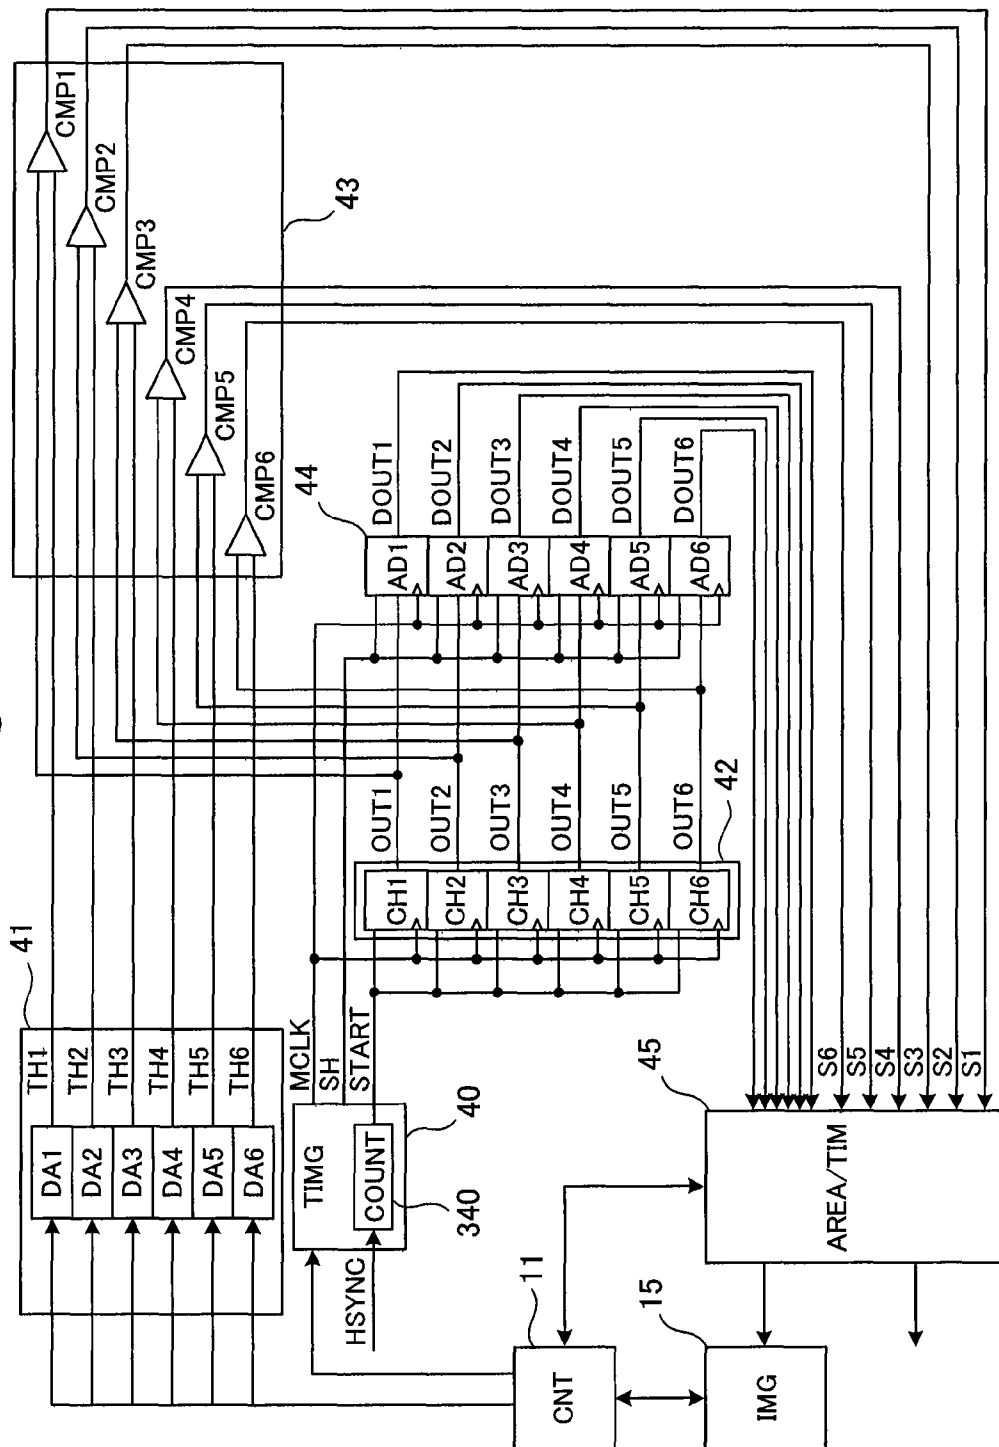 41
DA1
DA2
DA3
DA4
DA5
DA6
TH1
TH2
TH3
TH4
TH5
TH6
CMP1
CMP2
CMP3
CMP4
CMP5
CMP6
43
TIMG
COUNT
340
40
HSYNC
MCLK
SH
START
CH1
CH2
CH3
CH4
CH5
CH6
42
OUT1
OUT2
OUT3
OUT4
OUT5
OUT6
44
AD1
AD2
AD3
AD4
AD5
AD6
DOUT1
DOUT2
DOUT3
DOUT4
DOUT5
DOUT6
11
CNT
15
IMG
45
AREA/TIM
S6
S5
S4
S3
S2
S1